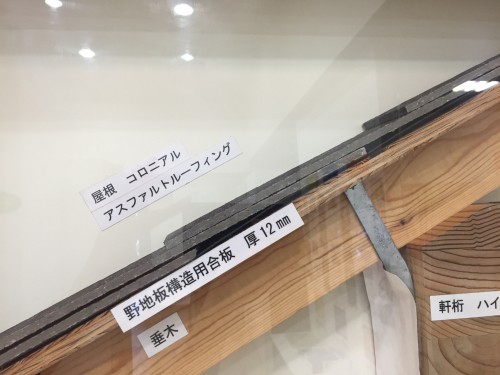 屋根 コロニアル
アスファルトルーフィング
野地板構造用合板 厚12mm
垂木
軒桁 ハイ